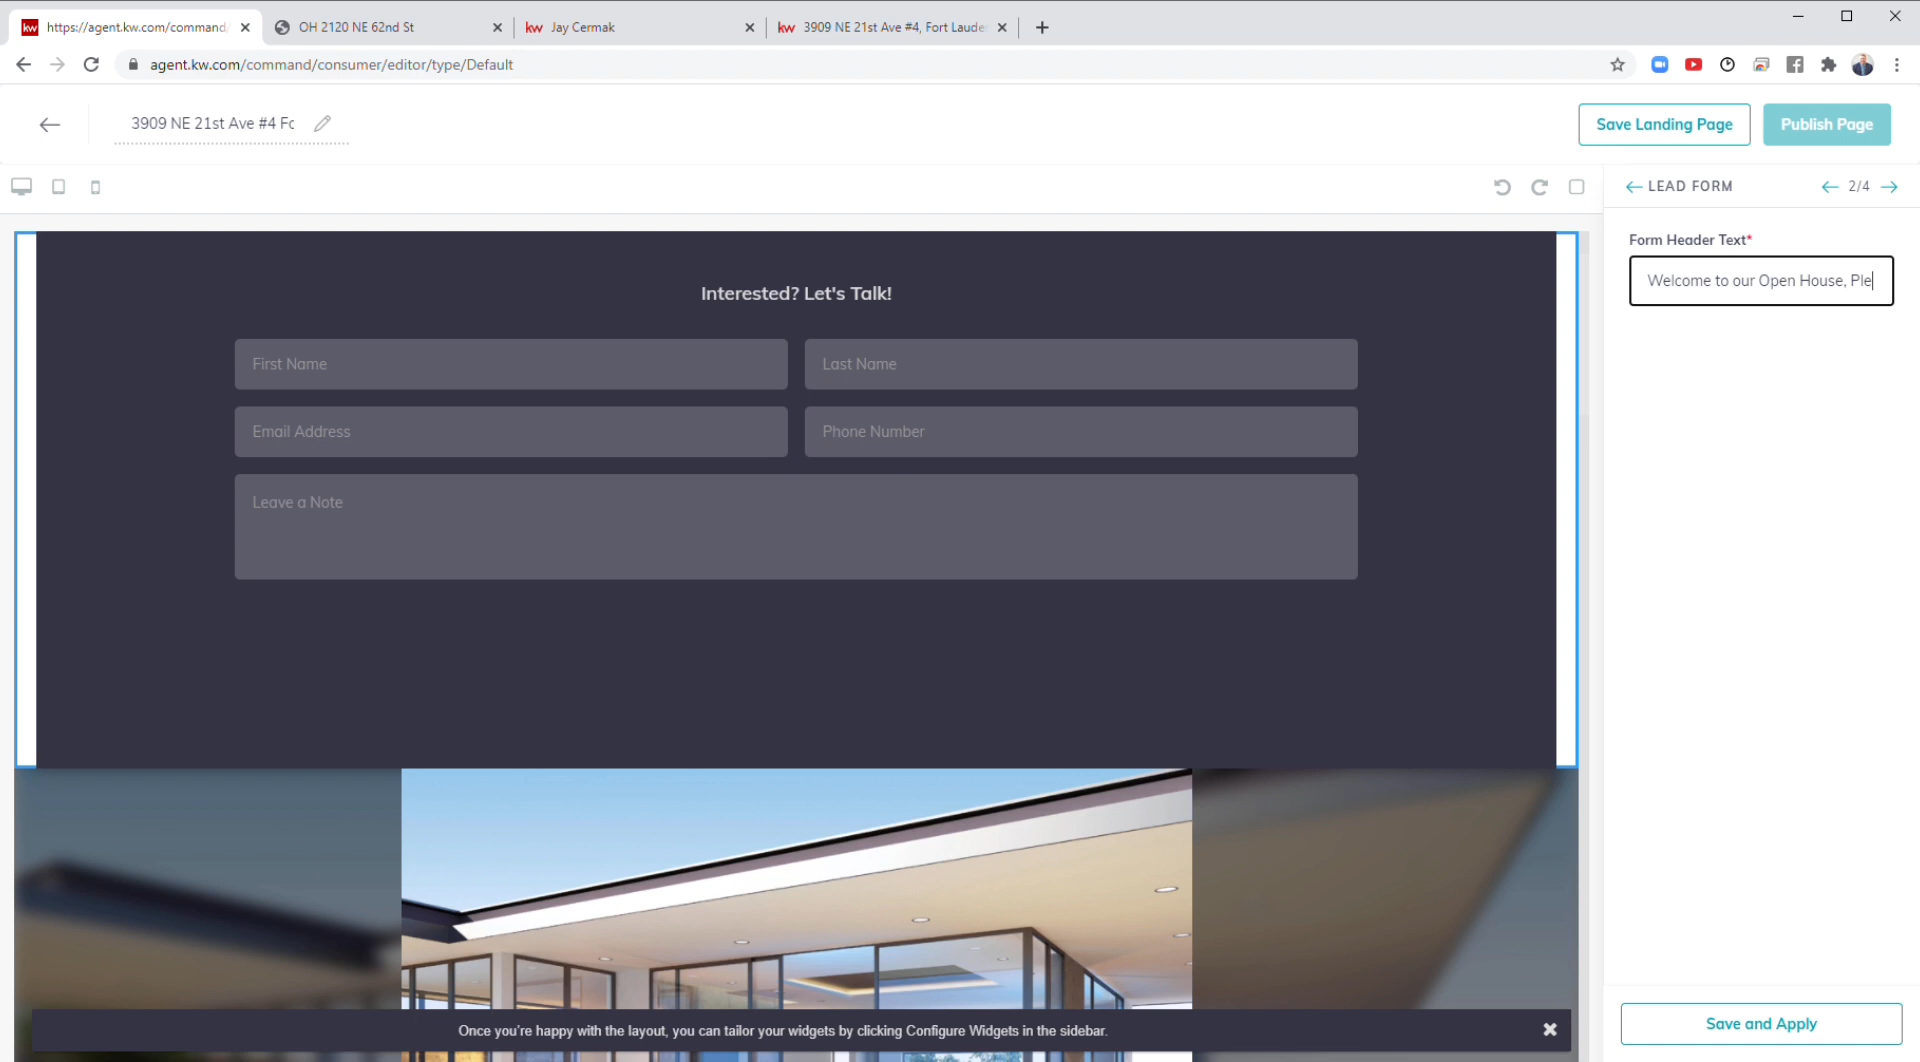 https://agent.kw.com/command/
OH 2120 NE 62nd St
kw Jay Cermak
kw 3909 NE 21st Ave #4, Fort Laude
agent.kw.com/command/consumer/editor/type/Default
3909 NE 21st Ave #4 Fo
Save Landing Page
Publish Page
LEAD FORM
2/4
Form Header Text*
Welcome to our Open House, Ple
Interested? Let's Talk!
First Name
Last Name
Email Address
Phone Number
Leave a Note
Once you're happy with the layout, you can tailor your widgets by clicking Configure Widgets in the sidebar.
Save and Apply